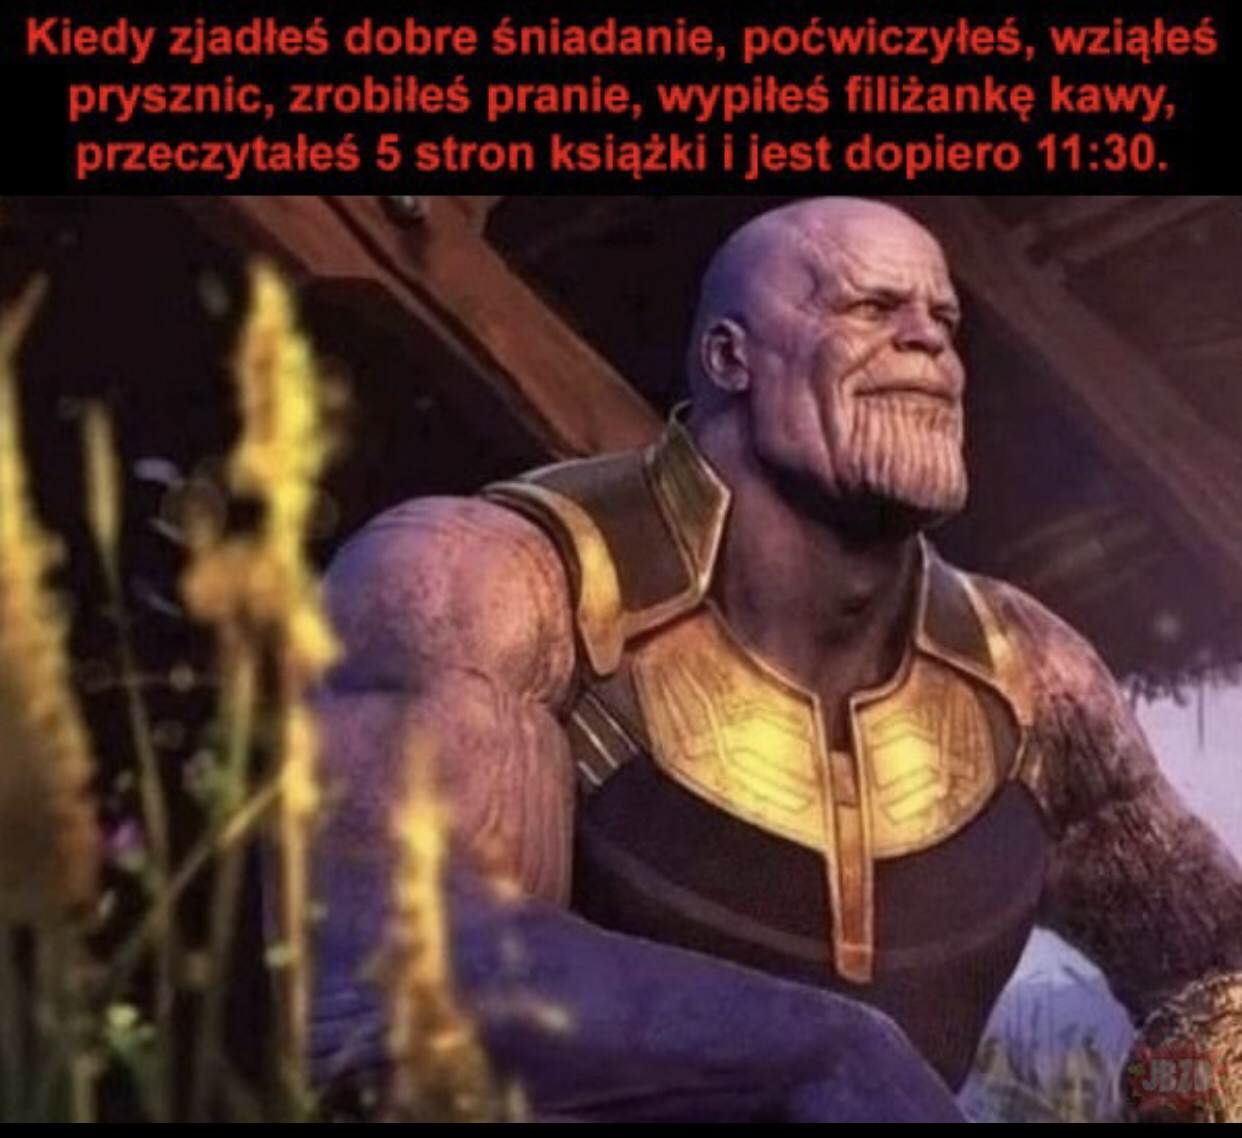 Kiedy zjadłeś dobre śniadanie, poćwiczyłeś, wziąłeś
prysznic, zrobiłeś pranie, wypiłeś filiżankę kawy,
przeczytałeś 5 stron książki i jest dopiero 11:30.